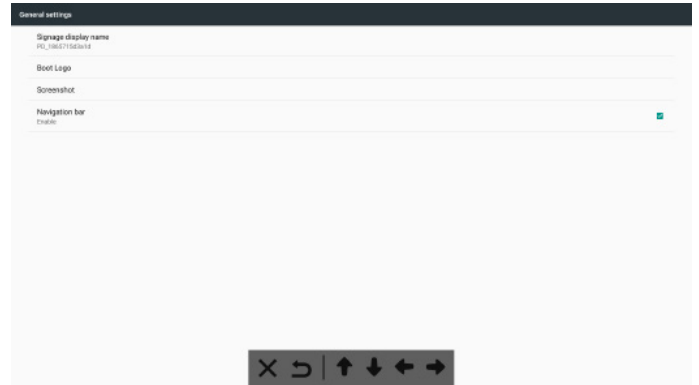 General settings
Signage display name
Boot Logo
Screenshot
Navigation bar
Enable